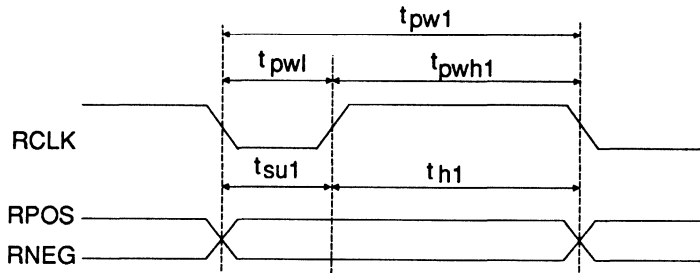 tpw1
tpwl tpwh1
RCLK
tsu1 th1
RPOS
RNEG